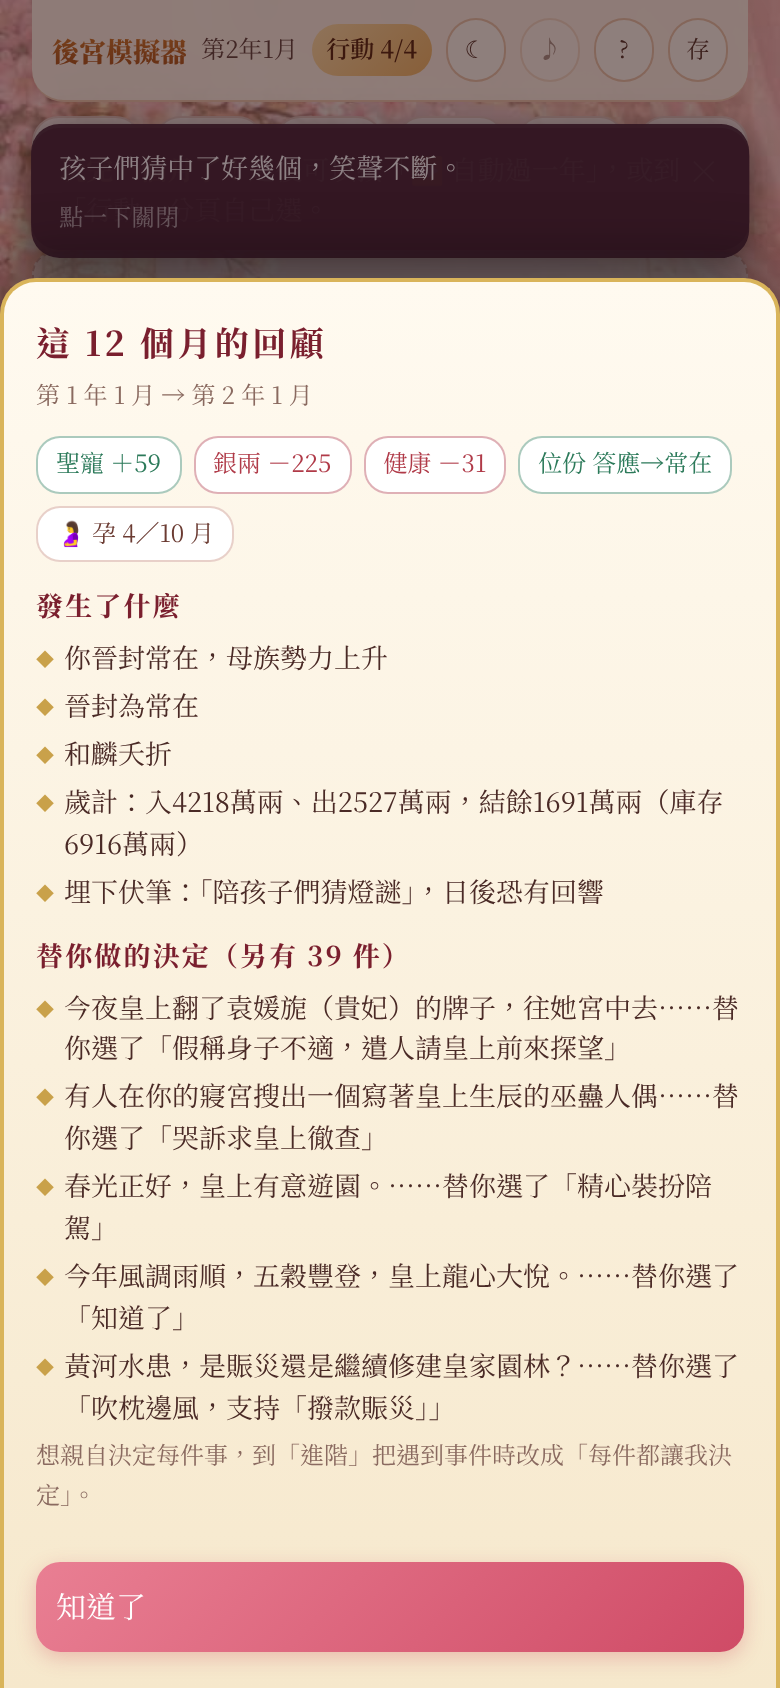 後宮模擬器 第2年1月 行動 4/4 ☾ ♪ ? 存
孩子們猜中了好幾個，笑聲不斷。
點一下關閉
這 12 個月的回顧
第 1 年 1 月 → 第 2 年 1 月
聖寵 ＋59 銀兩 －225 健康 －31 位份 答應→常在
🤰 孕 4／10 月
發生了什麼
◆ 你晉封常在，母族勢力上升
◆ 晉封為常在
◆ 和麟夭折
◆ 歲計：入4218萬兩、出2527萬兩，結餘1691萬兩（庫存
6916萬兩）
◆ 埋下伏筆：「陪孩子們猜燈謎」，日後恐有回響
替你做的決定（另有 39 件）
◆ 今夜皇上翻了袁媛旎（貴妃）的牌子，往她宮中去⋯⋯替
你選了「假稱身子不適，遣人請皇上前來探望」
◆ 有人在你的寢宮搜出一個寫著皇上生辰的巫蠱人偶⋯⋯替
你選了「哭訴求皇上徹查」
◆ 春光正好，皇上有意遊園。⋯⋯替你選了「精心裝扮陪
駕」
◆ 今年風調雨順，五穀豐登，皇上龍心大悅。⋯⋯替你選了
「知道了」
◆ 黃河水患，是賑災還是繼續修建皇家園林？⋯⋯替你選了
「吹枕邊風，支持「撥款賑災」」
想親自決定每件事，到「進階」把遇到事件時改成「每件都讓我決
定」。
知道了